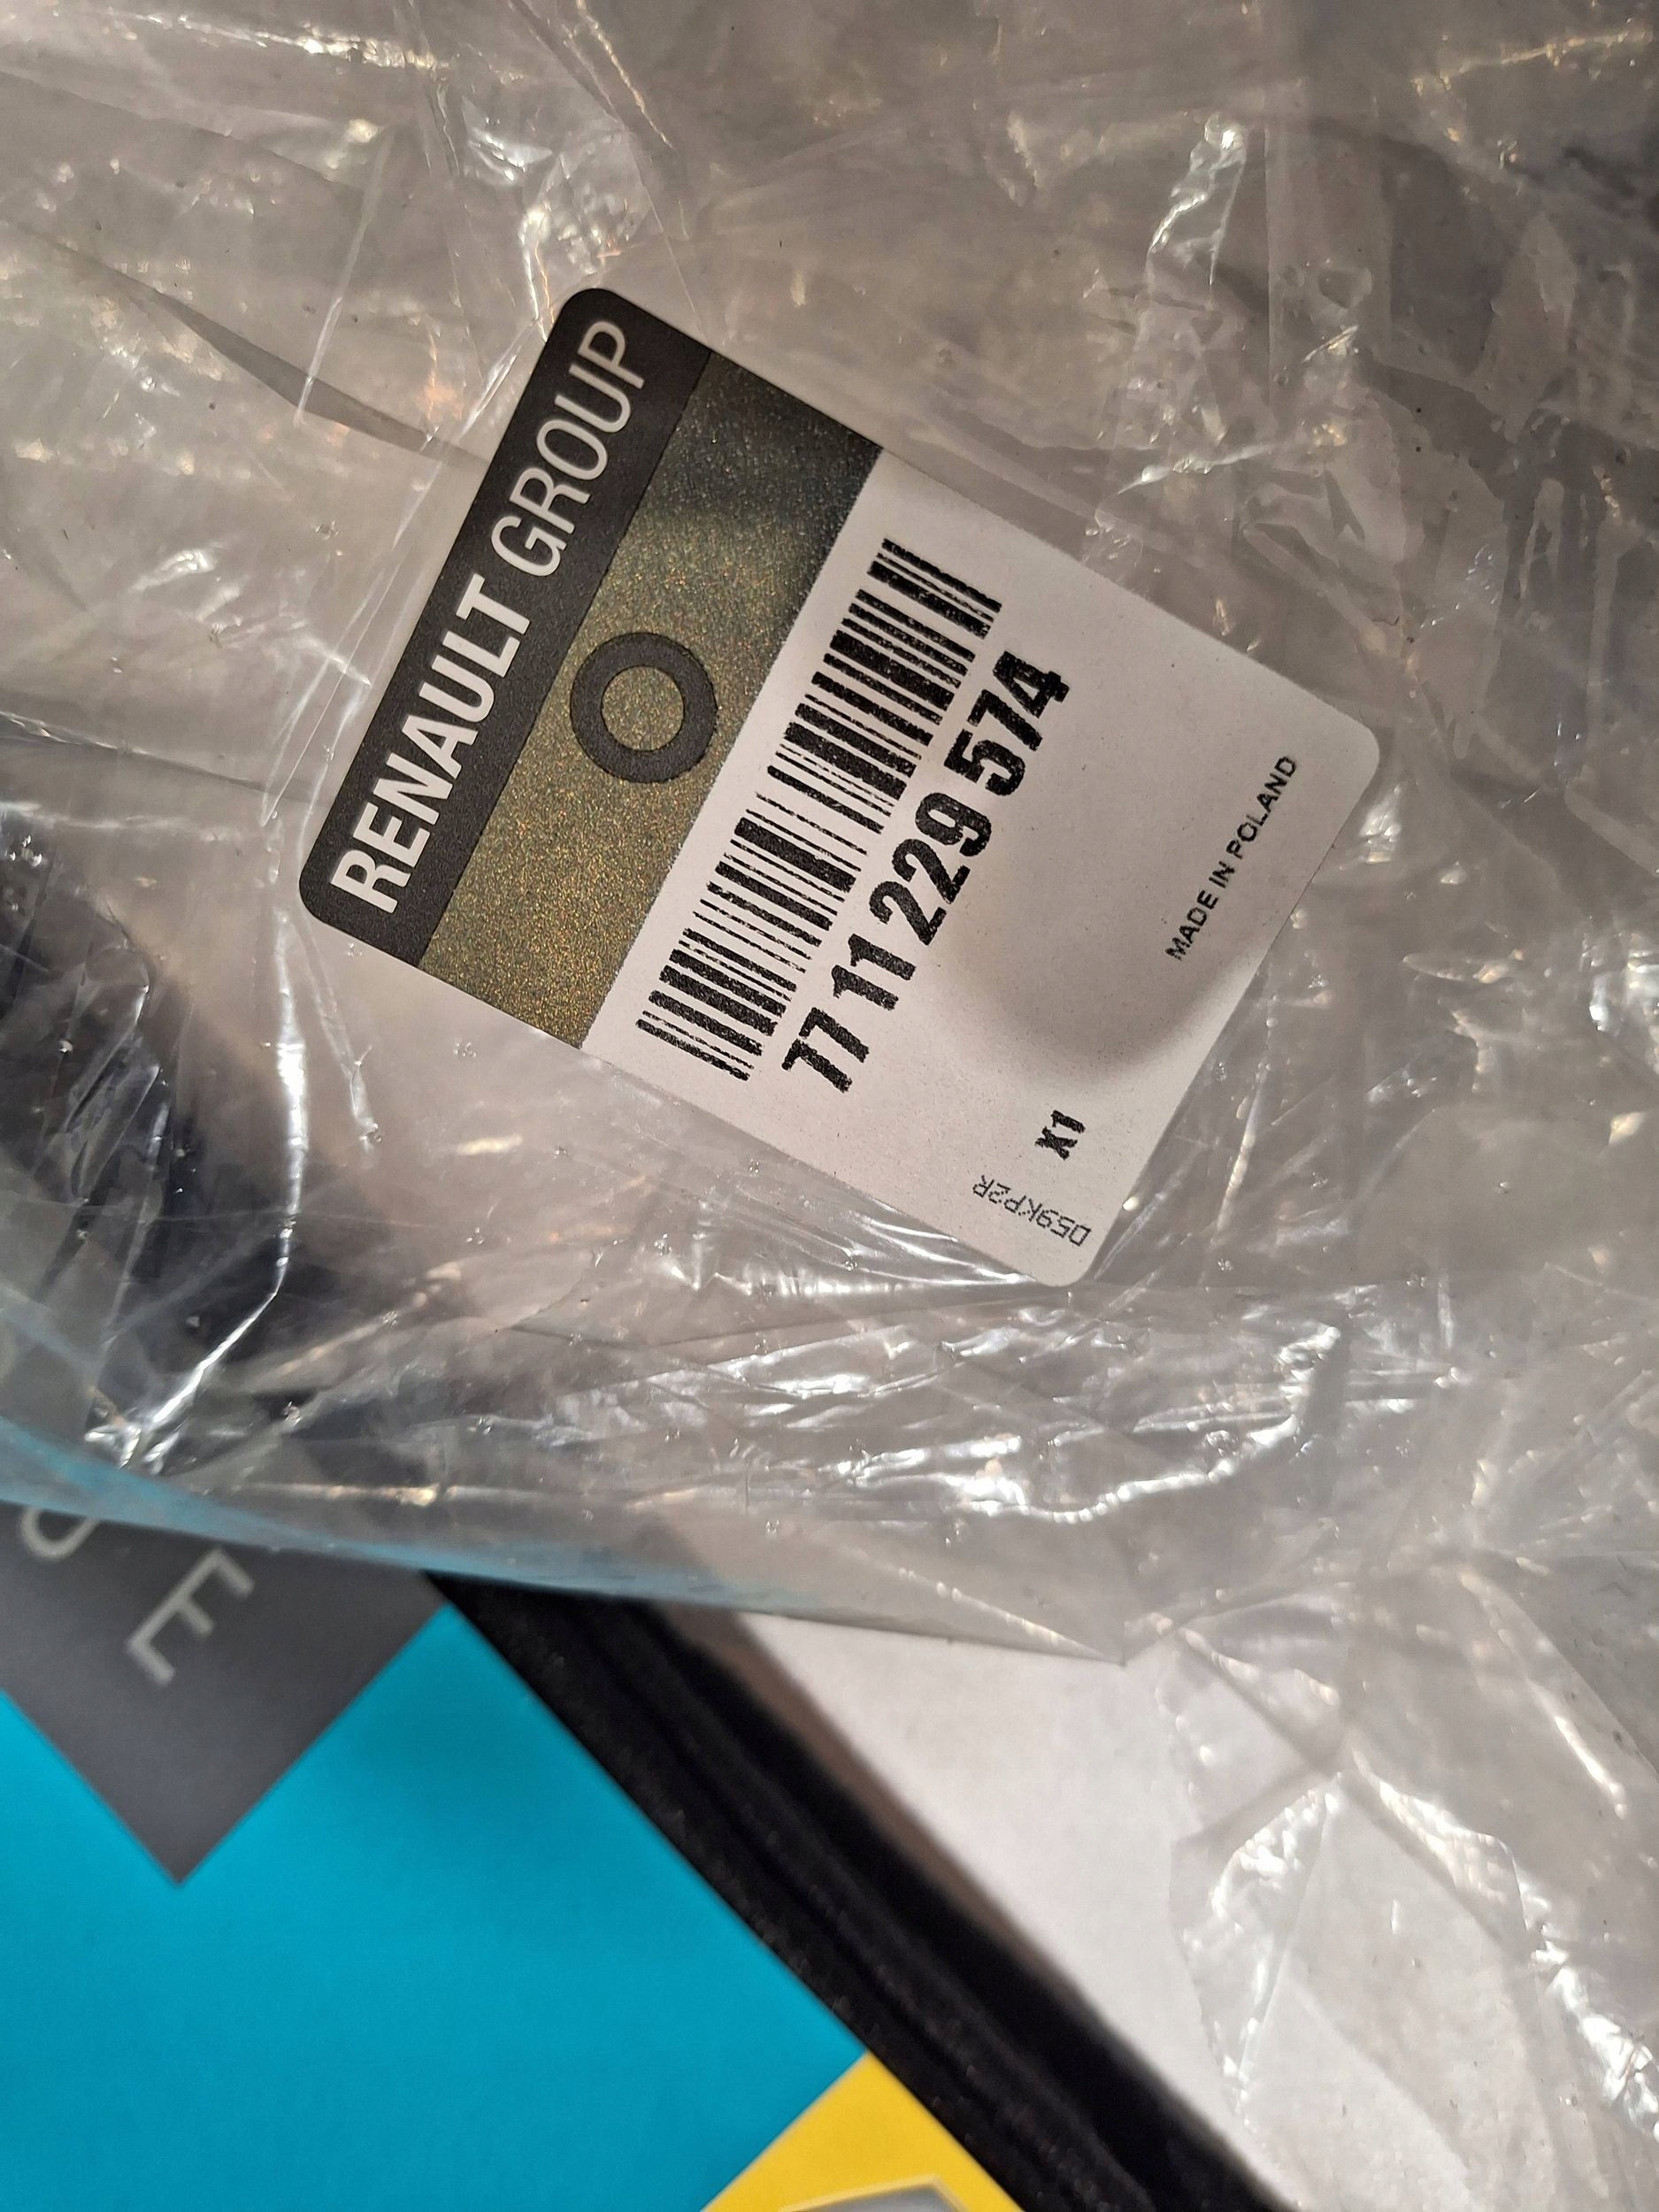 RENAULT GROUP
77 11 229 574
X1
MADE IN POLAND
D59KP2R
E